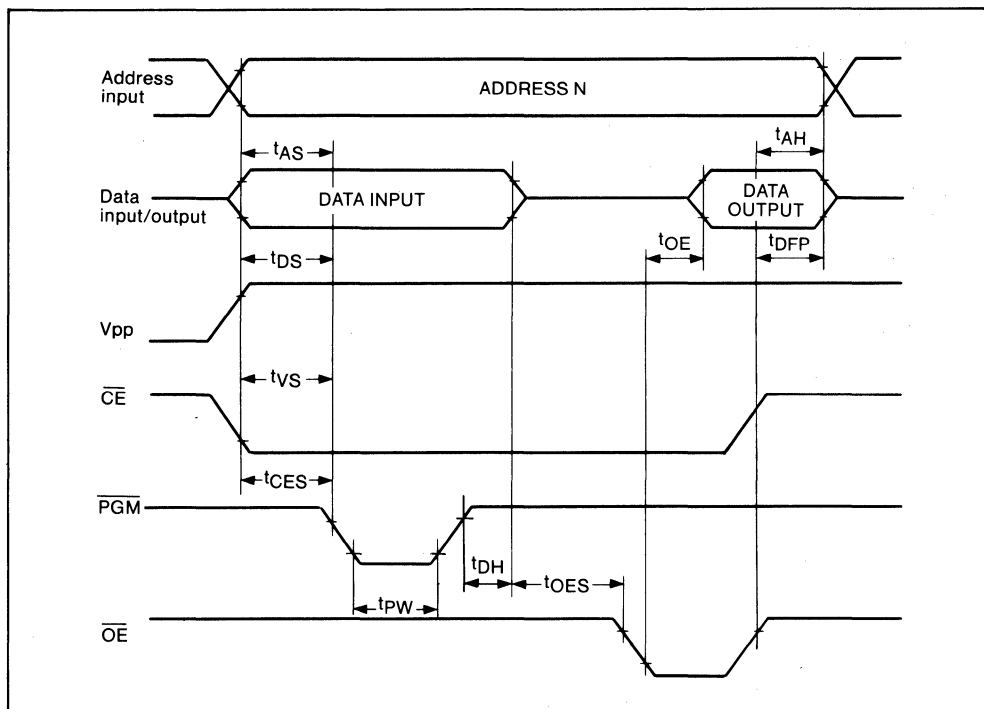 Address
input
ADDRESS N
tAS
tAH
Data
input/output
DATA INPUT
DATA
OUTPUT
tDS
tOE
tDFP
Vpp
tVS
CE
tCES
PGM
tDH
tOES
tPW
OE